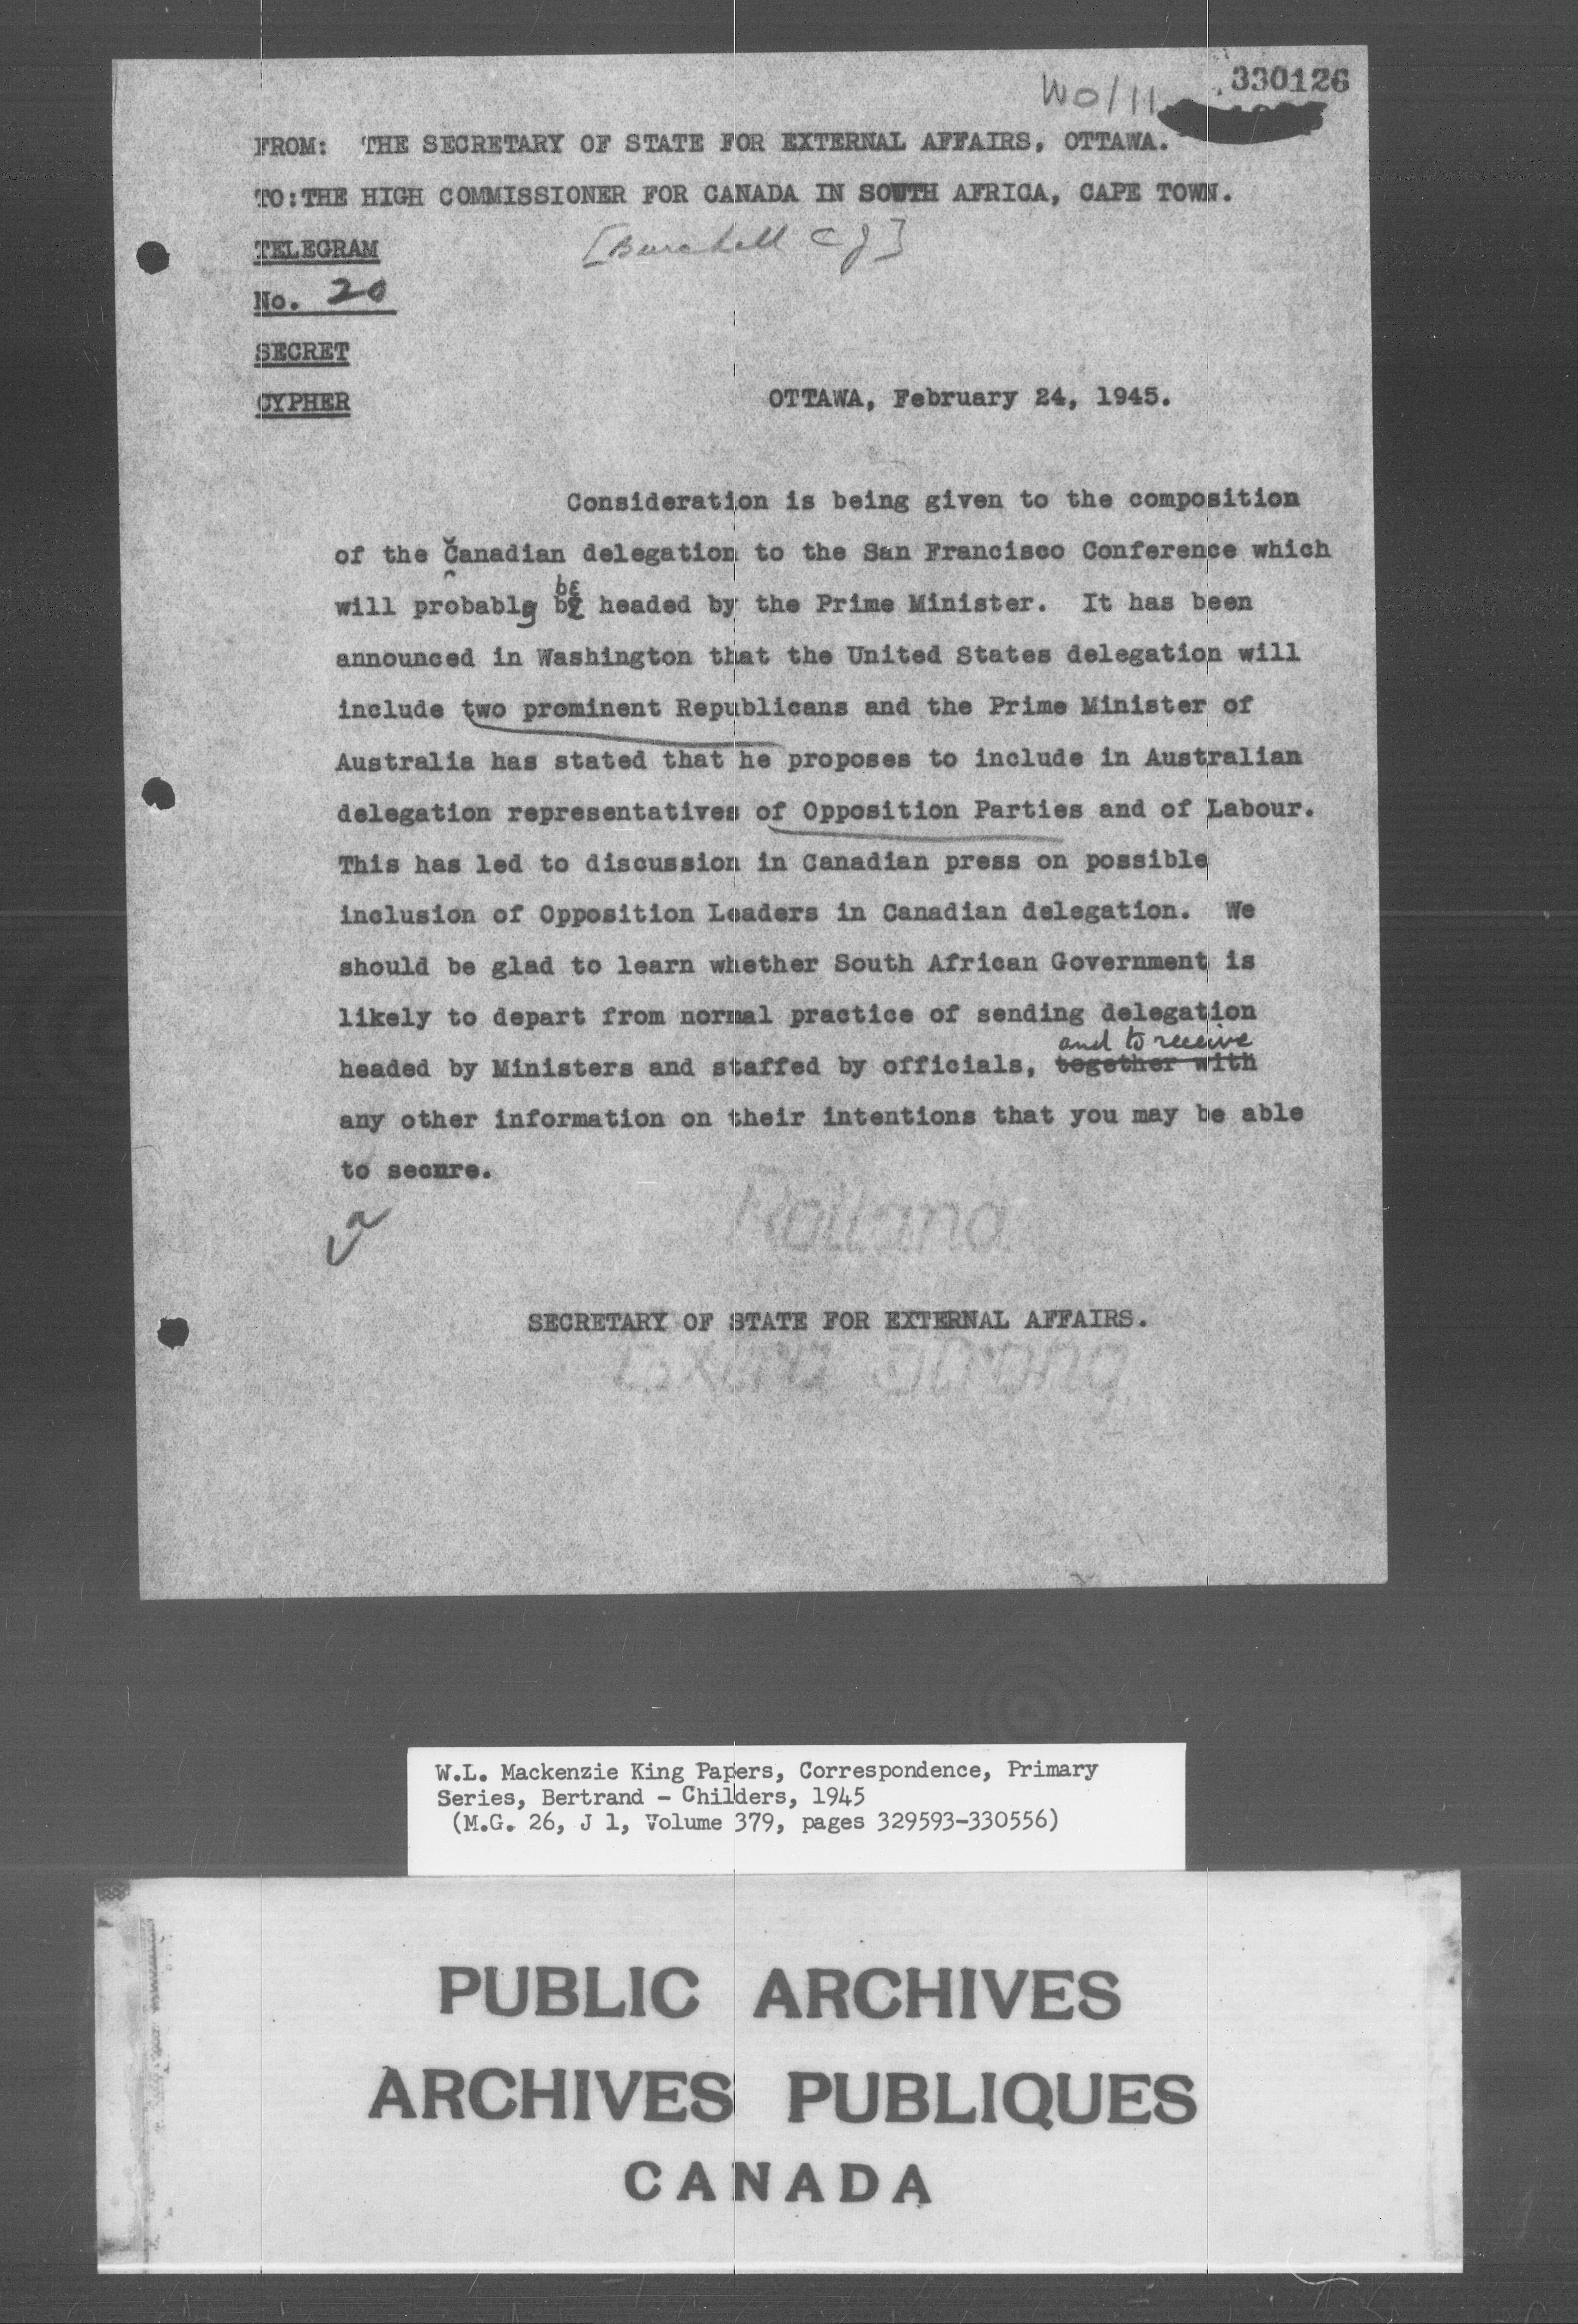 330126
WO/11
FROM: THE SECRETARY OF STATE FOR EXTERNAL AFFAIRS, OTTAWA.
TO:THE HIGH COMMISSIONER FOR CANADA IN SOUTH AFRICA, CAPE TOWN.
[Burchell C J]
TELEGRAM
No. 20
SECRET
CYPHER
OTTAWA, February 24, 1945.
Consideration is being given to the composition
of the Canadian delegation to the San Francisco Conference which
will probably be headed by the Prime Minister. It has been
announced in Washington that the United States delegation will
include two prominent Republicans and the Prime Minister of
Australia has stated that he proposes to include in Australian
delegation representatives of Opposition Parties and of Labour.
This has led to discussion in Canadian press on possible
inclusion of Opposition Leaders in Canadian delegation. We
should be glad to learn whether South African Government is
likely to depart from normal practice of sending delegation
and to receive
headed by Ministers and staffed by officials, together with
any other information on their intentions that you may be able
to secure.
Rolland
SECRETARY OF STATE FOR EXTERNAL AFFAIRS.
Extra Strong
W.L. Mackenzie King Papers, Correspondence, Primary
Series, Bertrand - Childers, 1945
(M.G. 26, J 1, Volume 379, pages 329593-330556)
PUBLIC ARCHIVES
ARCHIVES PUBLIQUES
CANADA